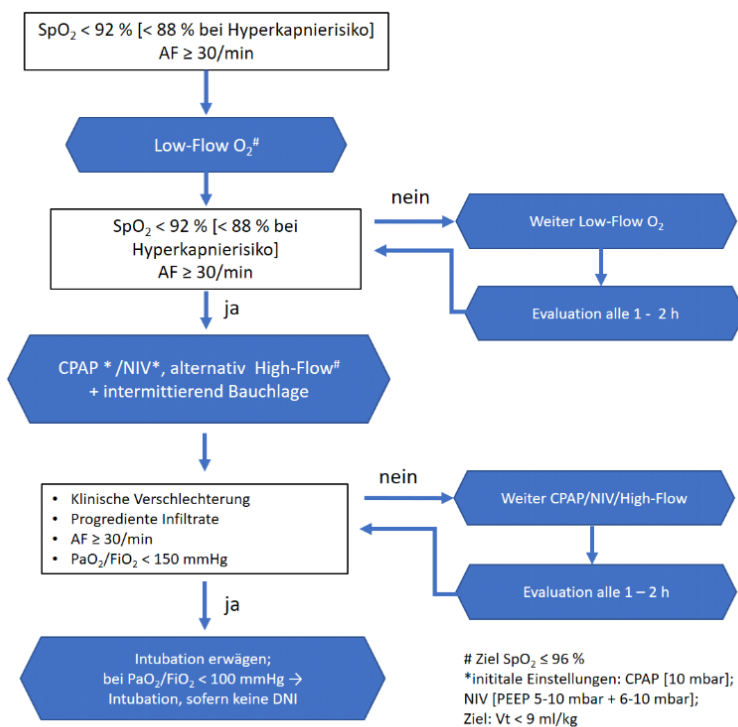 SpO₂ < 92 % [< 88 % bei Hyperkapnierisiko]
AF ≥ 30/min
Low-Flow O₂#
SpO₂ < 92 % [< 88 % bei
Hyperkapnierisiko]
AF ≥ 30/min
nein
Weiter Low-Flow O₂
Evaluation alle 1 - 2 h
ja
CPAP * /NIV*, alternativ High-Flow#
+ intermittierend Bauchlage
• Klinische Verschlechterung
• Progrediente Infiltrate
• AF ≥ 30/min
• PaO₂/FiO₂ < 150 mmHg
nein
Weiter CPAP/NIV/High-Flow
Evaluation alle 1 – 2 h
ja
Intubation erwägen;
bei PaO₂/FiO₂ < 100 mmHg →
Intubation, sofern keine DNI
# Ziel SpO₂ ≤ 96 %
*inititale Einstellungen: CPAP [10 mbar];
NIV [PEEP 5-10 mbar + 6-10 mbar];
Ziel: Vt < 9 ml/kg